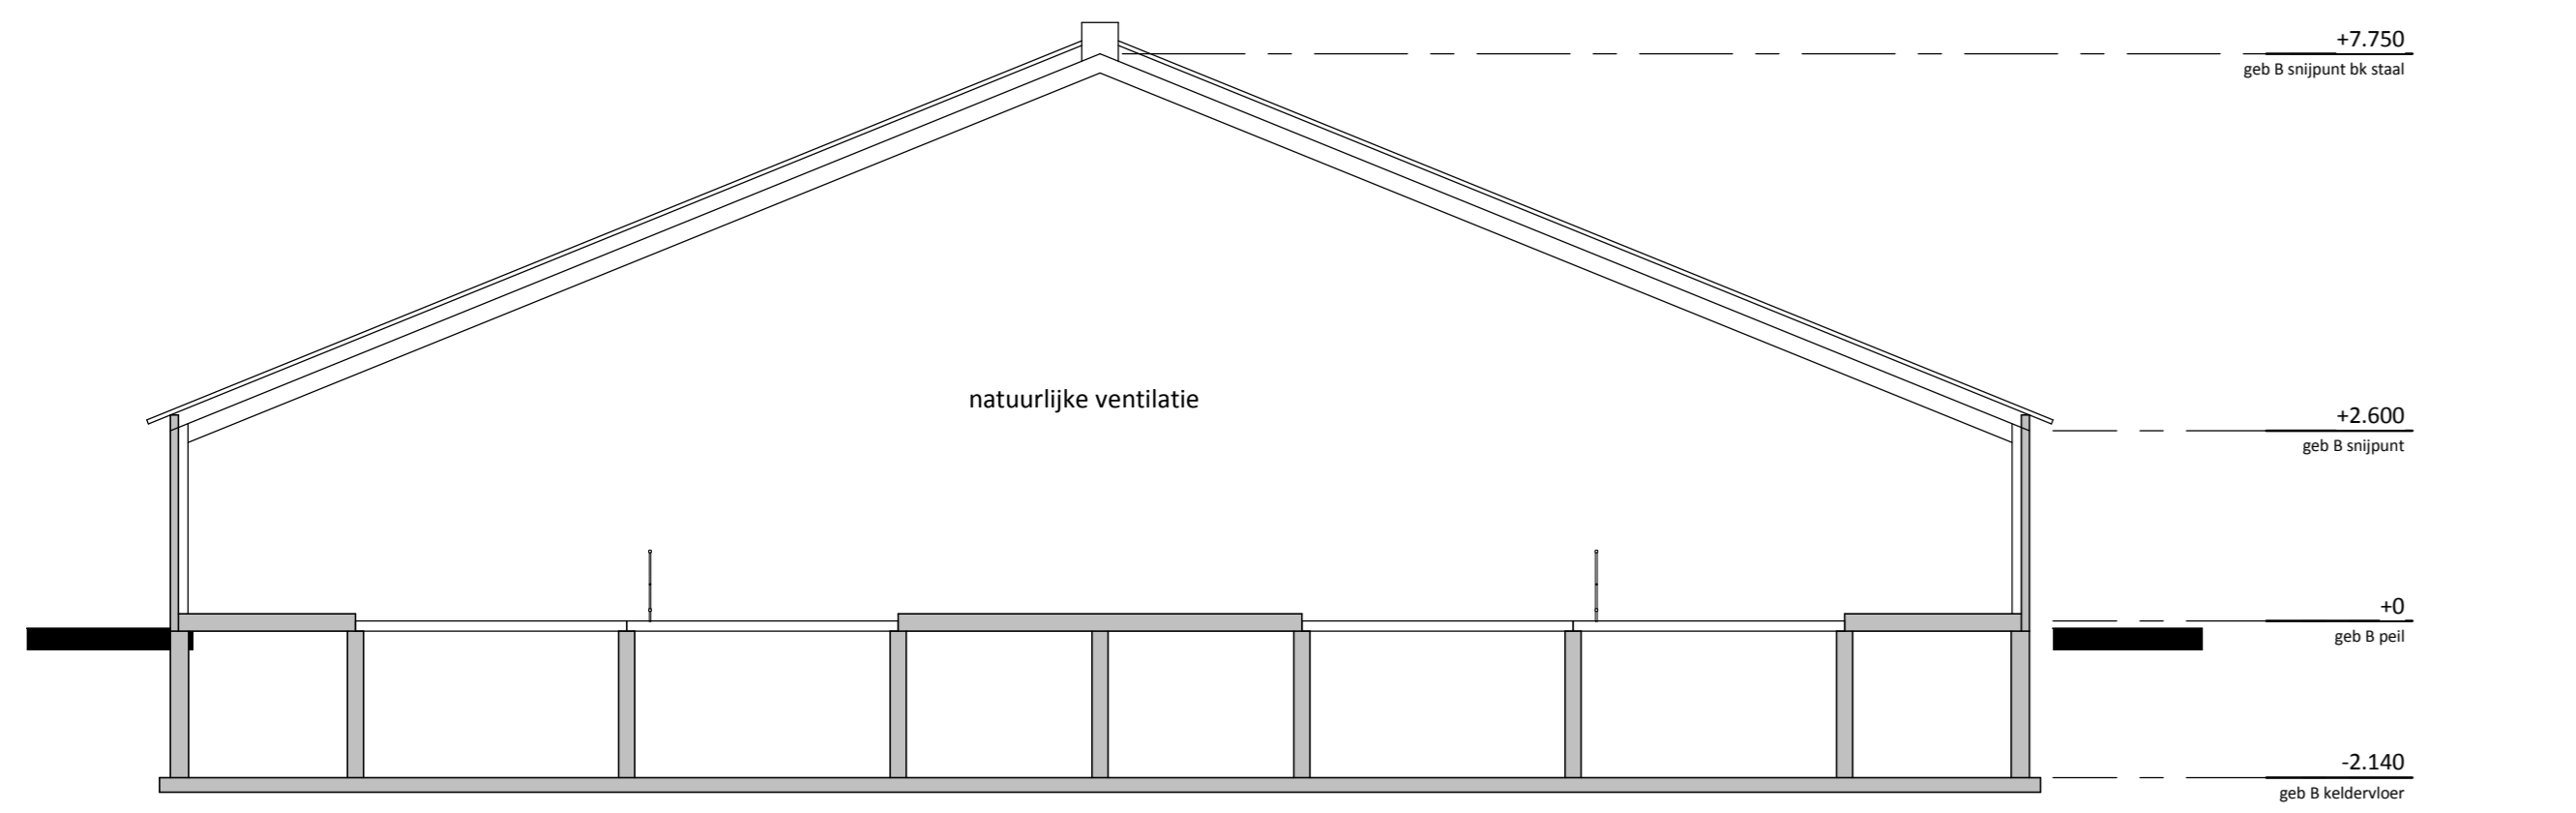 +7.750
geb B snijpunt bk staal
natuurlijke ventilatie
+2.600
geb B snijpunt
+0
geb B peil
-2.140
geb B keldervloer